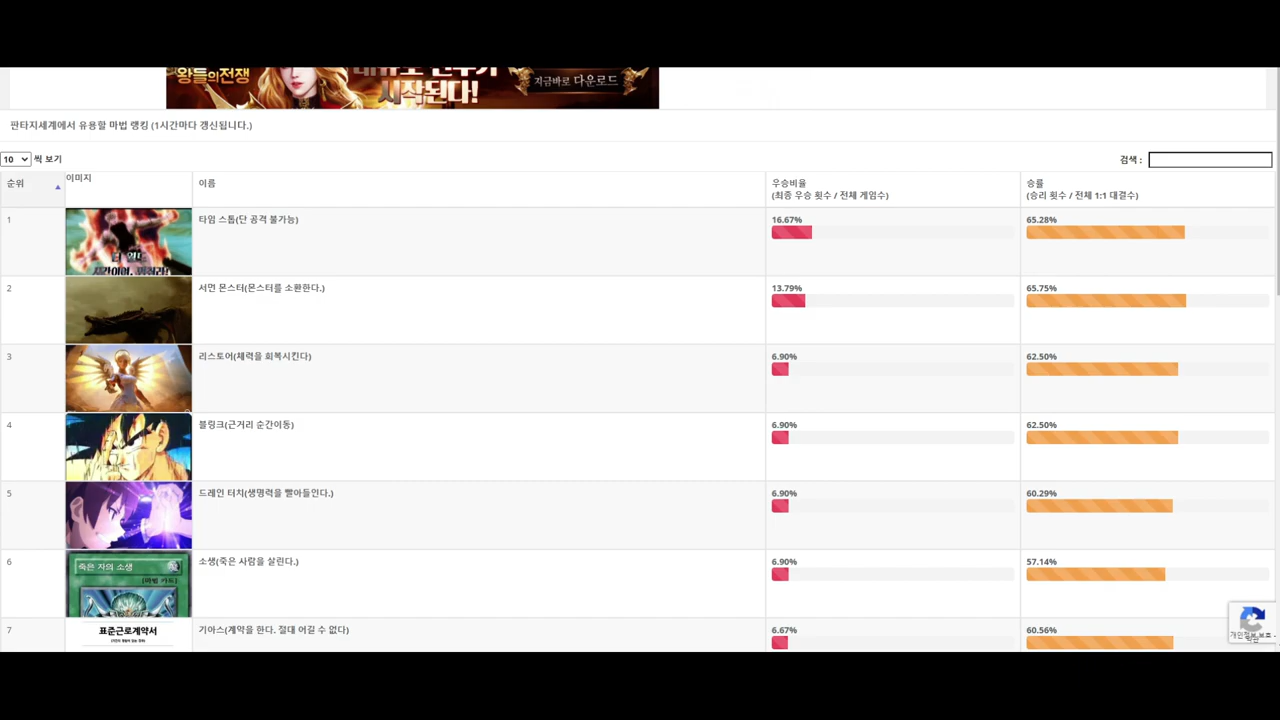 왕들의전쟁
시작된다!
지금바로 다운로드
판타지세계에서 유용할 마법 랭킹 (1시간마다 갱신됩니다.)
10 씩 보기
검색 :
순위 이미지 이름 우승비율 승률
(최종 우승 횟수 / 전체 게임수) (승리 횟수 / 전체 1:1 대결수)
1 타임 스톱(단 공격 불가능) 16.67% 65.28%
2 서먼 몬스터(몬스터를 소환한다.) 13.79% 65.75%
3 리스토어(체력을 회복시킨다) 6.90% 62.50%
4 블링크(근거리 순간이동) 6.90% 62.50%
5 드레인 터치(생명력을 빨아들인다.) 6.90% 60.29%
6 소생(죽은 사람을 살린다.) 6.90% 57.14%
죽은 자의 소생
[마법 카드]
7 기아스(계약을 한다. 절대 어길 수 없다) 6.67% 60.56%
표준근로계약서
개인정보 보호 -